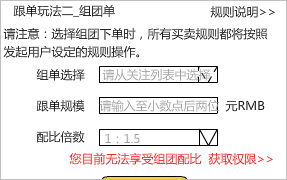 跟单玩法二_组团单 规则说明>>
请注意：选择组团下单时，所有买卖规则都将按照
发起用户设定的规则操作。
组单选择 请从关注列表中选择
跟单规模 请输入至小数点后两位 元RMB
配比倍数 1：1.5
您目前无法享受组团配比 获取权限>>